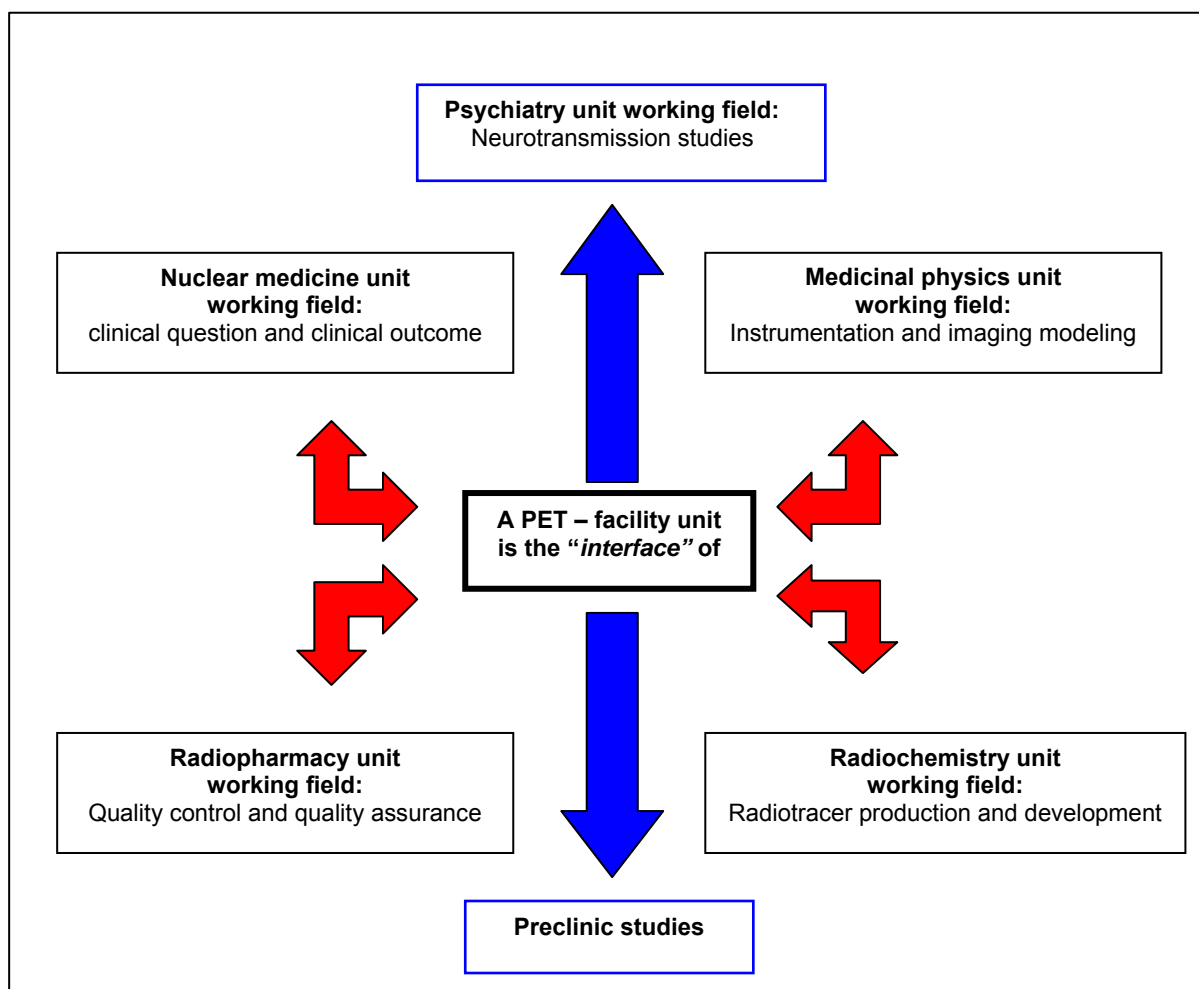 Psychiatry unit working field:
Neurotransmission studies
Nuclear medicine unit
working field:
clinical question and clinical outcome
Medicinal physics unit
working field:
Instrumentation and imaging modeling
A PET – facility unit
is the “interface” of
Radiopharmacy unit
working field:
Quality control and quality assurance
Radiochemistry unit
working field:
Radiotracer production and development
Preclinic studies